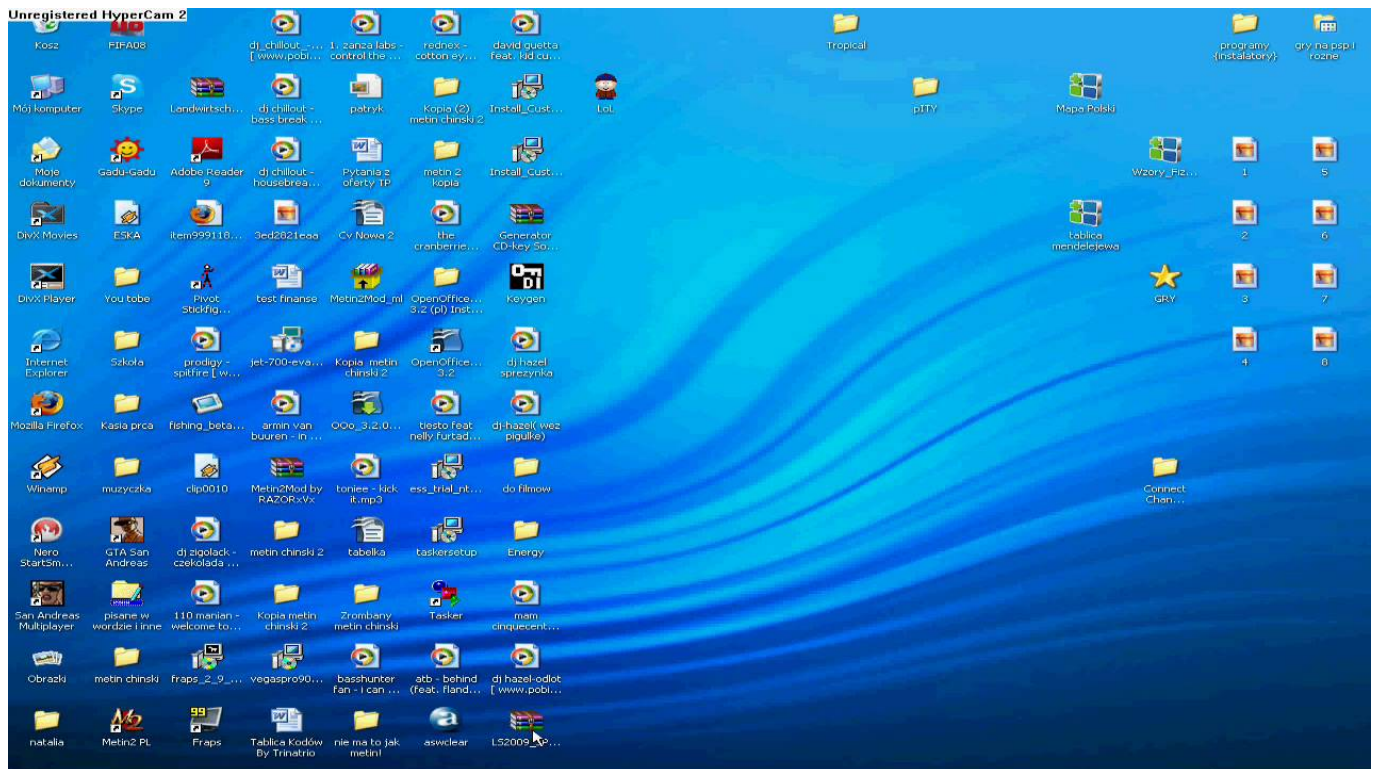 Unregistered HyperCam 2
Kosz
FIFA08
dj_chillout_-...
[ www.pobi...
1. zanza labs -
control the ...
rednex -
cotton ey...
david guetta
feat. kid cu...
Tropical
programy
{instalatory}
gry na psp i
rozne
Mój komputer
Skype
Landwirtsch...
dj chillout -
bass break ...
patryk
Kopia (2)
metin chinski 2
Install_Cust...
LoL
pITY
Mapa Polski
Moje
dokumenty
Gadu-Gadu
Adobe Reader
9
dj chillout -
housebrea...
Pytania z
oferty TP
metin 2
kopia
Install_Cust...
Wzory_Fiz...
1
5
DivX Movies
ESKA
item999118...
3ed2821eaa
Cv Nowa 2
the
cranberrie...
Generator
CD-key So...
tablica
mendelejewa
2
6
DivX Player
You tobe
Pivot
Stickfig...
test finanse
Metin2Mod_ml
OpenOffice...
3.2 (pl) Inst...
Keygen
GRY
3
7
Internet
Explorer
Szkoła
prodigy -
spitfire [ w...
jet-700-eva...
Kopia metin
chinski 2
OpenOffice...
3.2
dj hazel
sprezynka
4
8
Mozilla Firefox
Kasia prca
fishing_beta...
armin van
buuren - in ...
OOo_3.2.0...
tiesto feat
nelly furtad...
dj-hazel( wez
pigulke)
Winamp
muzyczka
clip0010
Metin2Mod by
RAZORxVx
toniee - kick
it.mp3
ess_trial_nt...
do filmow
Connect
Chan...
Nero
StartSm...
GTA San
Andreas
dj zigolack -
czekolada ...
metin chinski 2
tabelka
taskersetup
Energy
San Andreas
Multiplayer
pisane w
wordzie i inne
110 manian -
welcome to...
Kopia metin
chinski 2
Zrombany
metin chinski
Tasker
mam
cinquecent...
Obrazki
metin chinski
fraps_2_9_...
vegaspro90...
basshunter
fan - i can ...
atb - behind
(feat. fland...
dj hazel-odlot
[ www.pobi...
natalia
Metin2 PL
99
Fraps
Tablica Kodów
By Trinatrio
nie ma to jak
metin!
aswclear